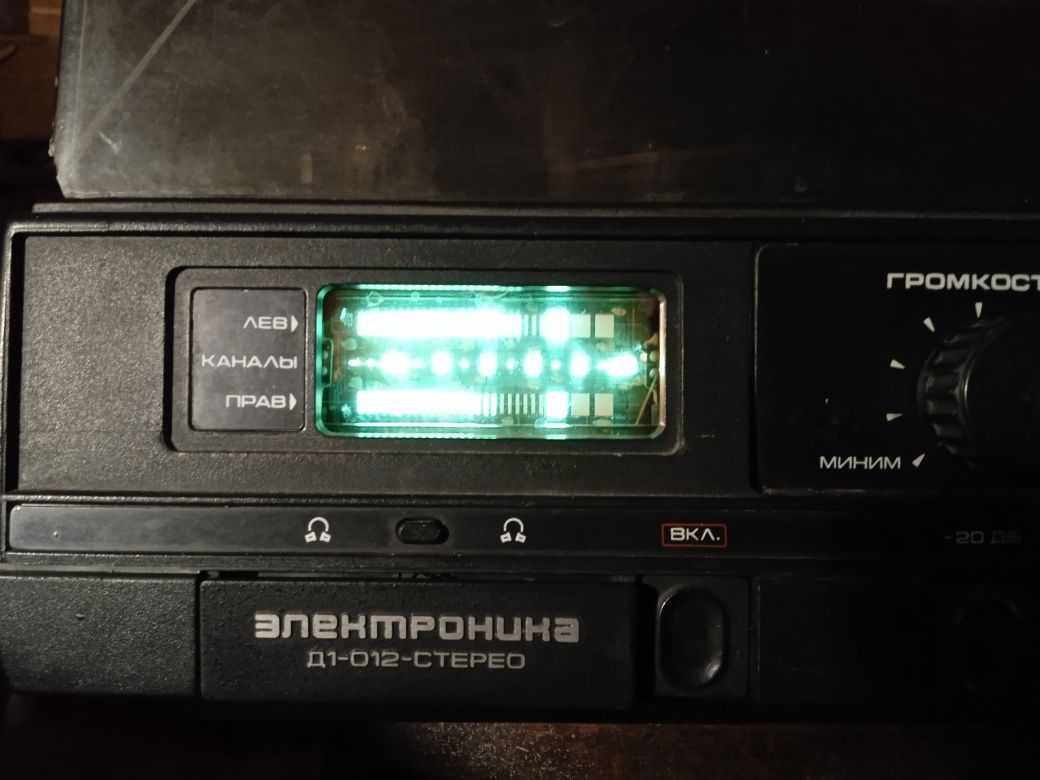 ГРОМКОСТ
ЛЕВ
КАНАЛЫ
ПРАВ
МИНИМ
ВКЛ.
-20 ДБ
ЭЛЕКТРОНИКА
Д1-012-СТЕРЕО